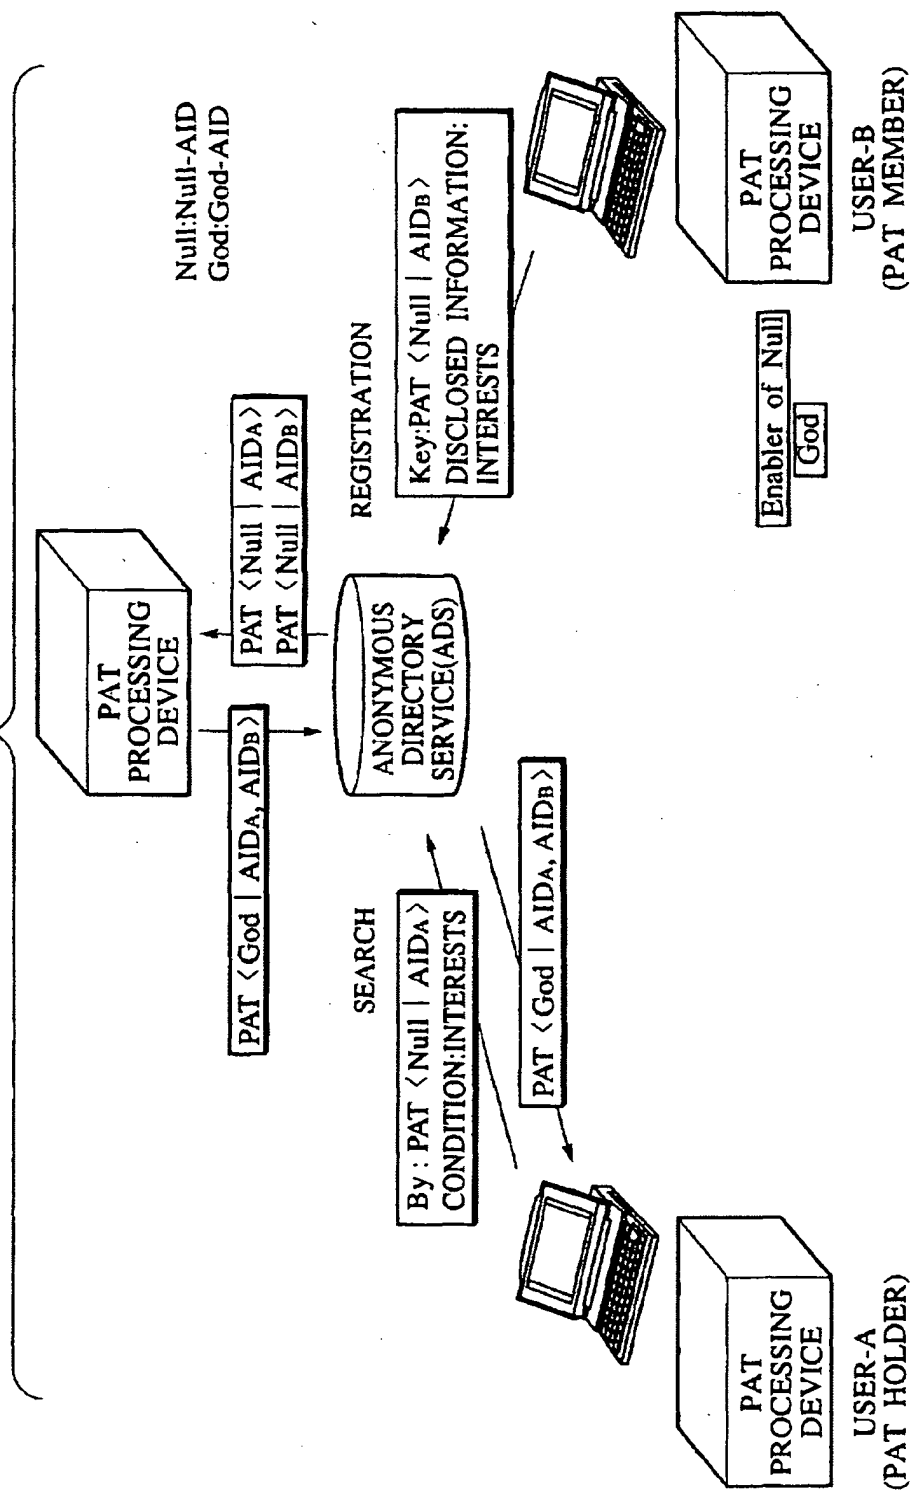 Null:Null-AID
God:God-AID
PAT
PROCESSING
DEVICE
PAT <God | AIDA, AIDB>
PAT <Null | AIDA>
PAT <Null | AIDB>
ANONYMOUS
DIRECTORY
SERVICE(ADS)
SEARCH
By : PAT <Null | AIDA>
CONDITION:INTERESTS
PAT <God | AIDA, AIDB>
REGISTRATION
Key:PAT <Null | AIDB>
DISCLOSED INFORMATION:
INTERESTS
PAT
PROCESSING
DEVICE
USER-A
(PAT HOLDER)
Enabler of Null
God
PAT
PROCESSING
DEVICE
USER-B
(PAT MEMBER)